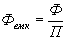 Ф_емк = Ф/П